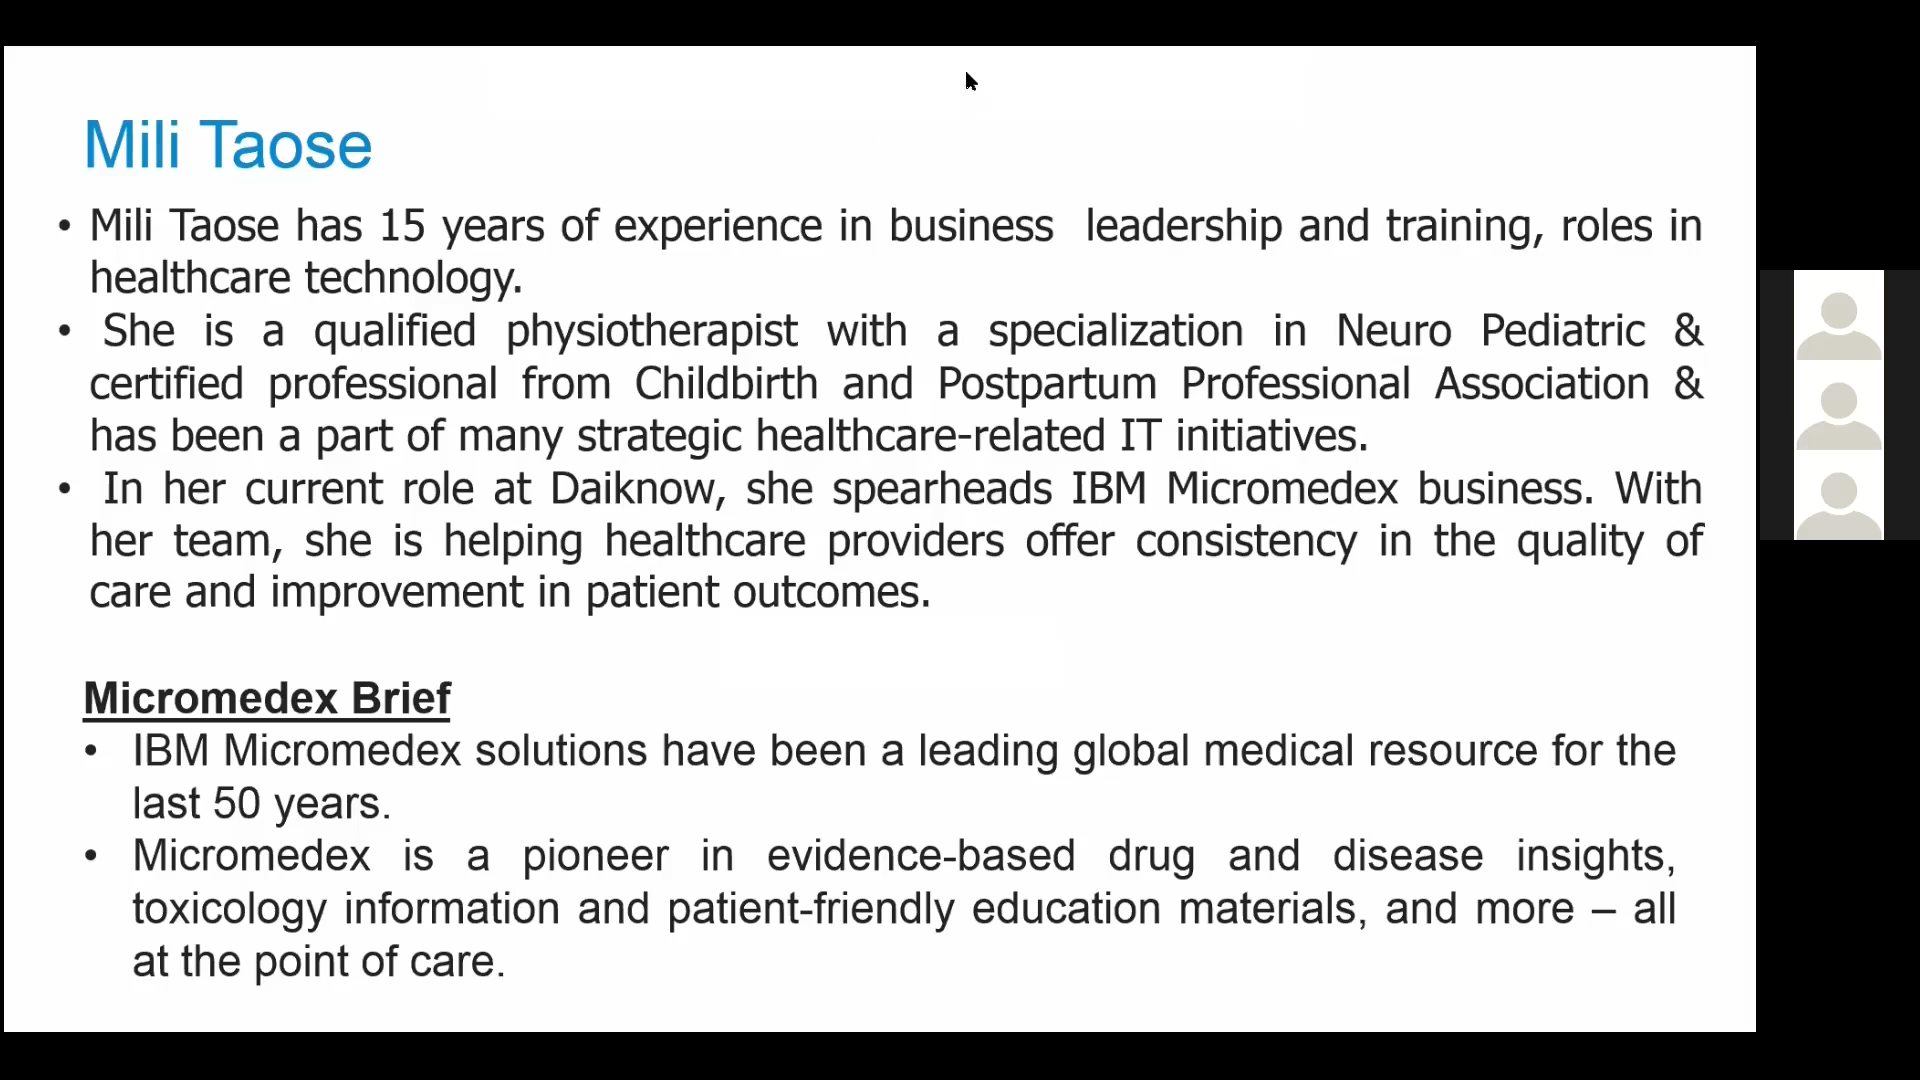 Mili Taose
• Mili Taose has 15 years of experience in business leadership and training, roles in
healthcare technology.
• She is a qualified physiotherapist with a specialization in Neuro Pediatric &
certified professional from Childbirth and Postpartum Professional Association &
has been a part of many strategic healthcare-related IT initiatives.
• In her current role at Daiknow, she spearheads IBM Micromedex business. With
her team, she is helping healthcare providers offer consistency in the quality of
care and improvement in patient outcomes.
Micromedex Brief
• IBM Micromedex solutions have been a leading global medical resource for the
last 50 years.
• Micromedex is a pioneer in evidence-based drug and disease insights,
toxicology information and patient-friendly education materials, and more – all
at the point of care.